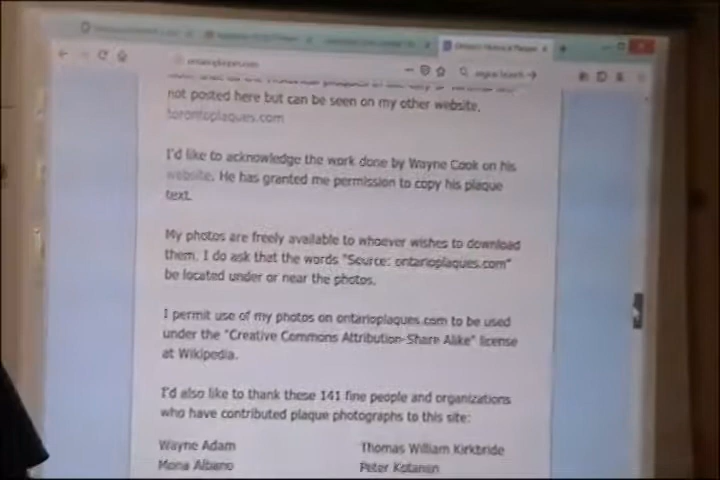 ontarioplaques.com
not posted here but can be seen on my other website,
torontoplaques.com
I'd like to acknowledge the work done by Wayne Cook on his
website. He has granted me permission to copy his plaque
text.
My photos are freely available to whoever wishes to download
them. I do ask that the words "Source: ontarioplaques.com"
be located under or near the photos.
I permit use of my photos on ontarioplaques.com to be used
under the "Creative Commons Attribution-Share Alike" license
at Wikipedia.
I'd also like to thank these 141 fine people and organizations
who have contributed plaque photographs to this site:
Wayne Adam Thomas William Kirkbride
Mona Albano Peter Kotanen